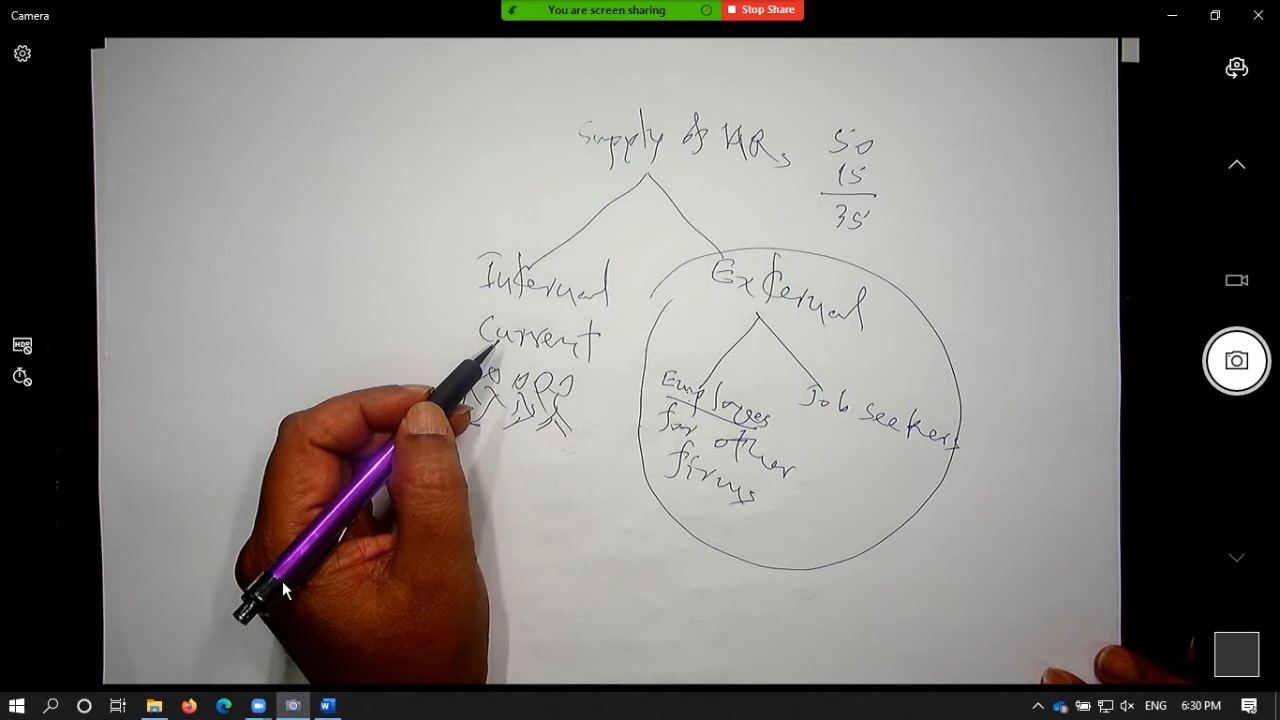 Camera
You are screen sharing
Stop Share
Supply of HRs
50
15
35
Internal
External
Current
Employees
for other
firms
Job seekers
ENG
6:30 PM